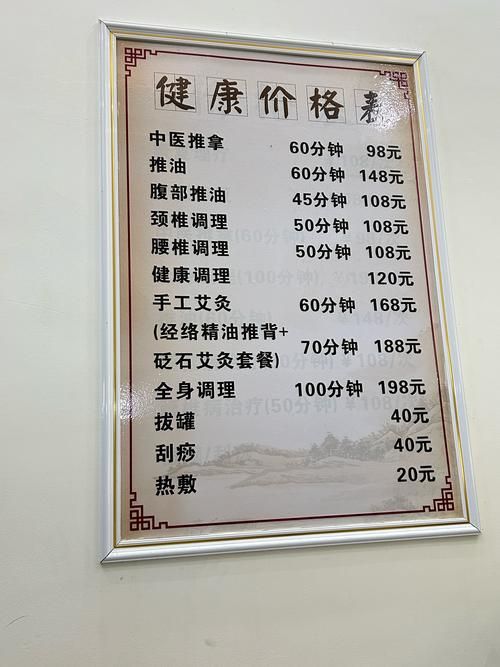 健康价格表
中医推拿 60分钟 98元
推油 60分钟 148元
腹部推油 45分钟 108元
颈椎调理 50分钟 108元
腰椎调理 50分钟 108元
健康调理 120元
手工艾灸 60分钟 168元
(经络精油推背+
砭石艾灸套餐) 70分钟 188元
全身调理 100分钟 198元
拔罐 40元
刮痧 40元
热敷 20元